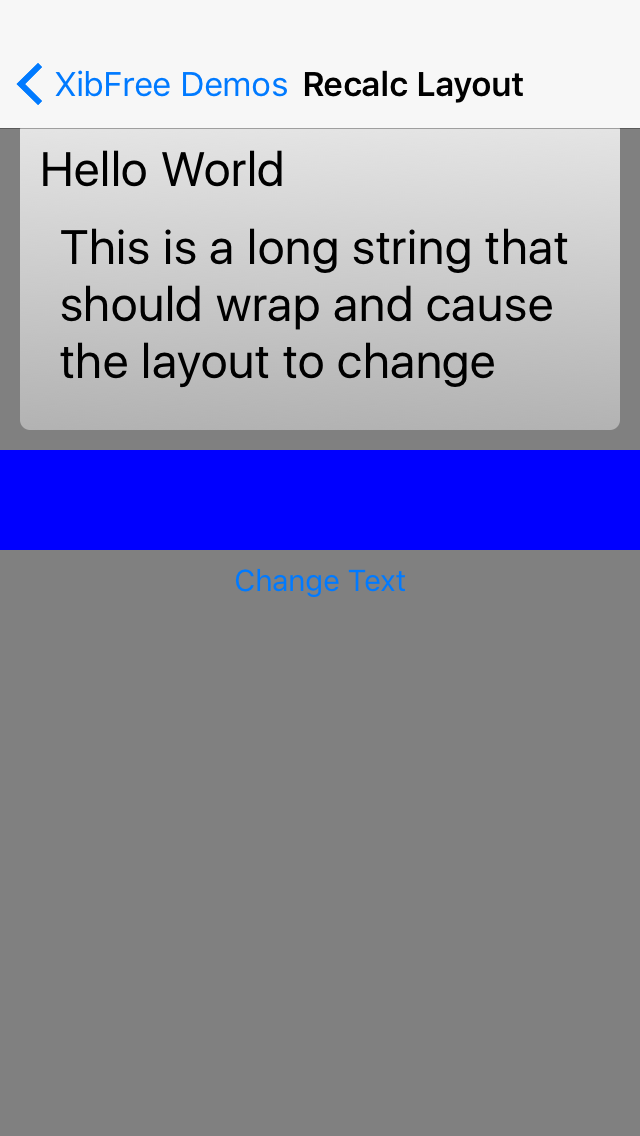 XibFree Demos Recalc Layout
Hello World
This is a long string that
should wrap and cause
the layout to change
Change Text